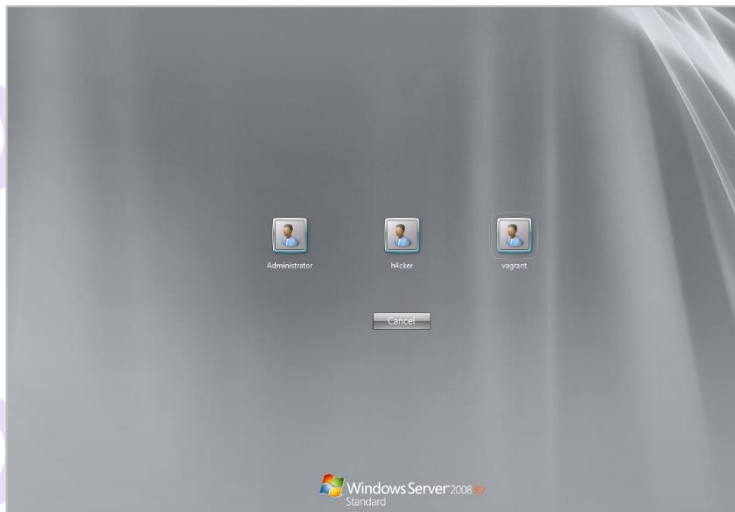 Administrator
h4cker
vagrant
Cancel
Windows Server 2008 R2
Standard